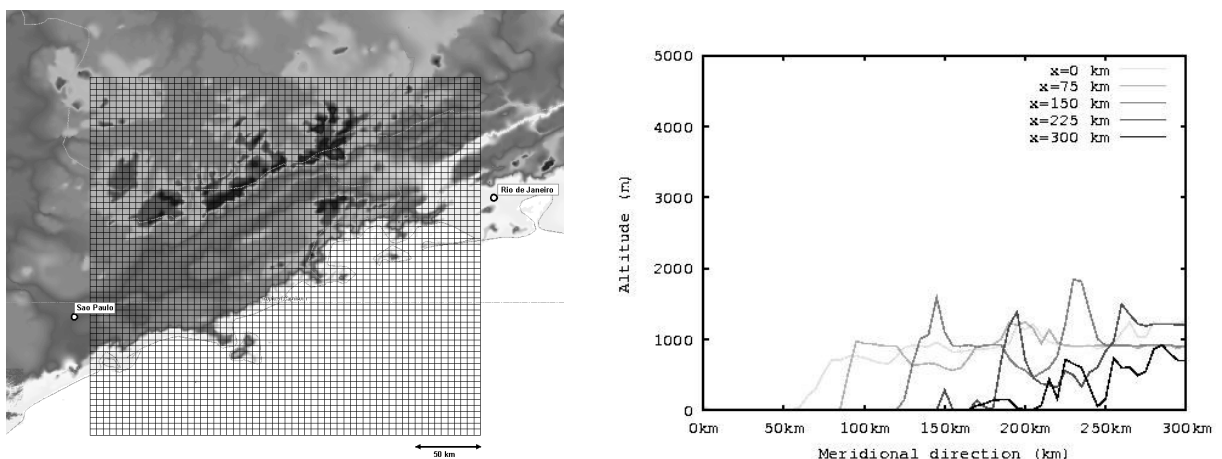 Rio de Janeiro
Sao Paulo
50 km
5000
4000
3000
2000
1000
0
Altitude (m)
x=0 km
x=75 km
x=150 km
x=225 km
x=300 km
0km
50km
100km
150km
200km
250km
300km
Meridional direction (km)